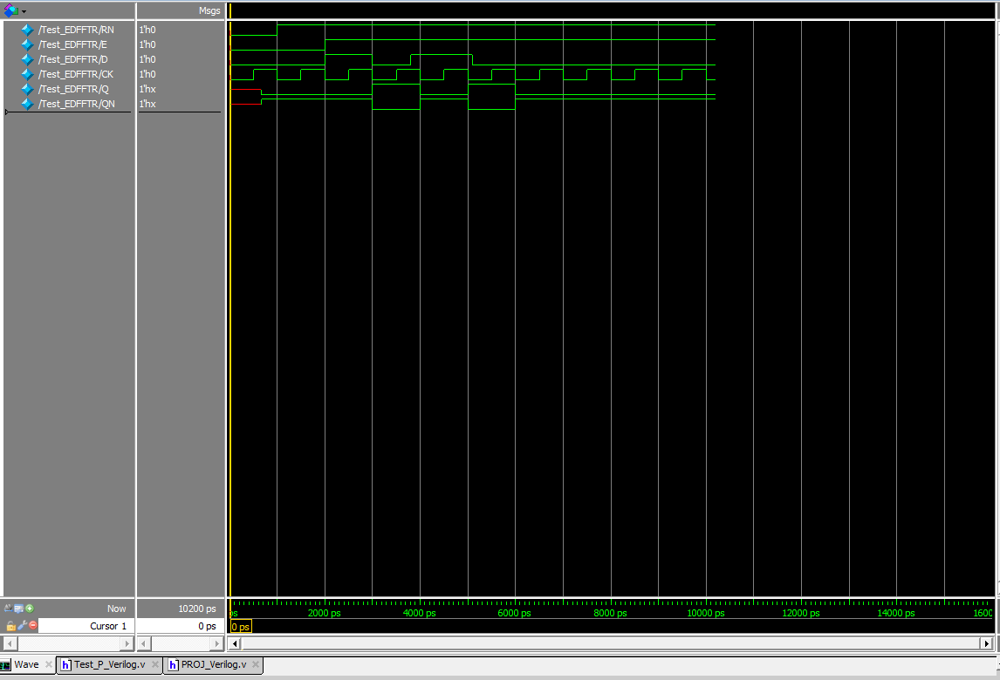 Msgs
/Test_EDFFTR/RN 1'h0
/Test_EDFFTR/E 1'h0
/Test_EDFFTR/D 1'h0
/Test_EDFFTR/CK 1'h0
/Test_EDFFTR/Q 1'hx
/Test_EDFFTR/QN 1'hx
Now 10200 ps
ps 2000 ps 4000 ps 6000 ps 8000 ps 10000 ps 12000 ps 14000 ps 1600
Cursor 1 0 ps
0 ps
Wave Test_P_Verilog.v PROJ_Verilog.v